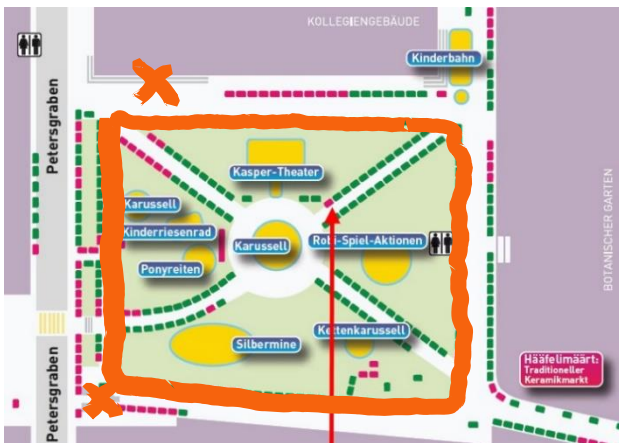 KOLLEGIENGEBÄUDE
Kinderbahn
Petersgraben
Kasper-Theater
BOTANISCHER GARTEN
Karussell
Kinderriesenrad
Karussell
Robi-Spiel-Aktionen
Ponyreiten
Kettenkarussell
Silbermine
Hääfelimäärt:
Traditioneller
Keramikmarkt
Petersgraben